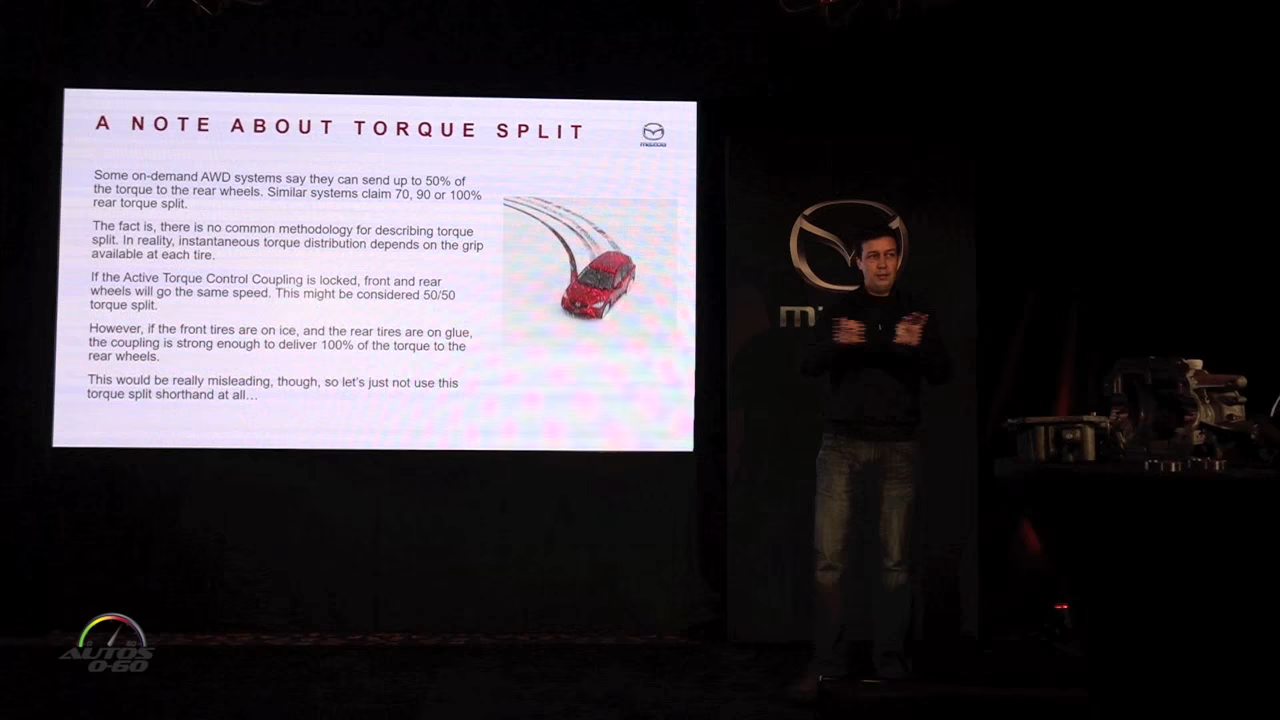 A NOTE ABOUT TORQUE SPLIT
mazda
Some on-demand AWD systems say they can send up to 50% of
the torque to the rear wheels. Similar systems claim 70, 90 or 100%
rear torque split.
The fact is, there is no common methodology for describing torque
split. In reality, instantaneous torque distribution depends on the grip
available at each tire.
If the Active Torque Control Coupling is locked, front and rear
wheels will go the same speed. This might be considered 50/50
torque split.
However, if the front tires are on ice, and the rear tires are on glue,
the coupling is strong enough to deliver 100% of the torque to the
rear wheels.
This would be really misleading, though, so let's just not use this
torque split shorthand at all…
m
AUTOS
0-60